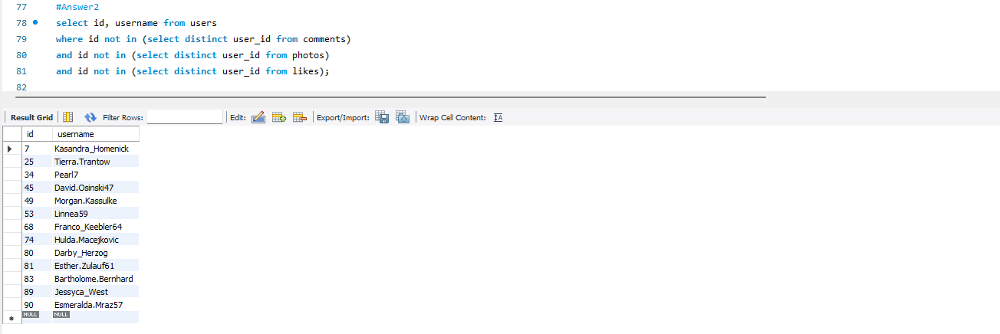 77 #Answer2
78 select id, username from users
79 where id not in (select distinct user_id from comments)
80 and id not in (select distinct user_id from photos)
81 and id not in (select distinct user_id from likes);
82
Result Grid Filter Rows: Edit: Export/Import: Wrap Cell Content: IA
id username
7 Kasandra_Homenick
25 Tierra.Trantow
34 Pearl7
45 David.Osinski47
49 Morgan.Kassulke
53 Linnea59
68 Franco_Keebler64
74 Hulda.Macejkovic
80 Darby_Herzog
81 Esther.Zulauf61
83 Bartholome.Bernhard
89 Jessyca_West
90 Esmeralda.Mraz57
NULL NULL